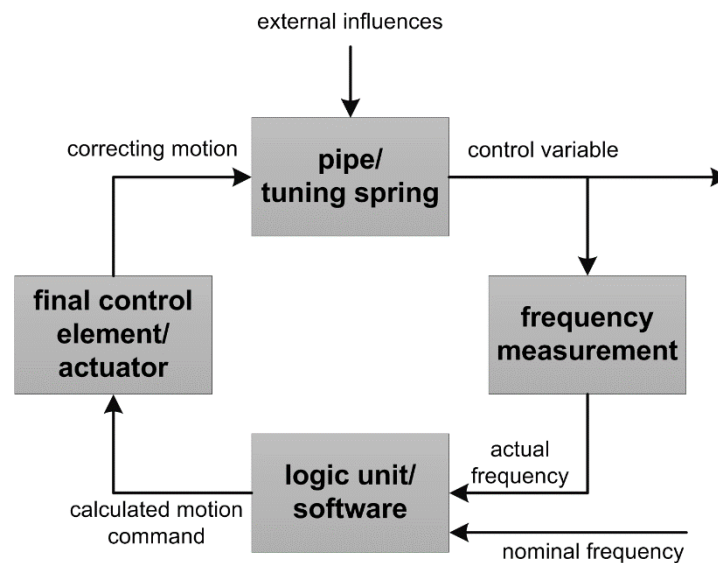 external influences
correcting motion
pipe/
tuning spring
control variable
final control
element/
actuator
frequency
measurement
actual
frequency
logic unit/
software
calculated motion
command
nominal frequency